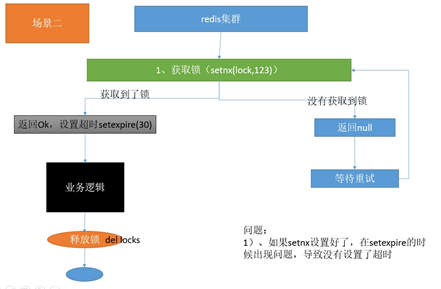 场景二
redis集群
1、获取锁（setnx(lock,123)）
获取到了锁
没有获取到锁
返回Ok，设置超时setexpire(30)
返回null
业务逻辑
等待重试
释放锁 del locks
问题：
1）、如果setnx设置好了，在setexpire的时
候出现问题，导致没有设置了超时